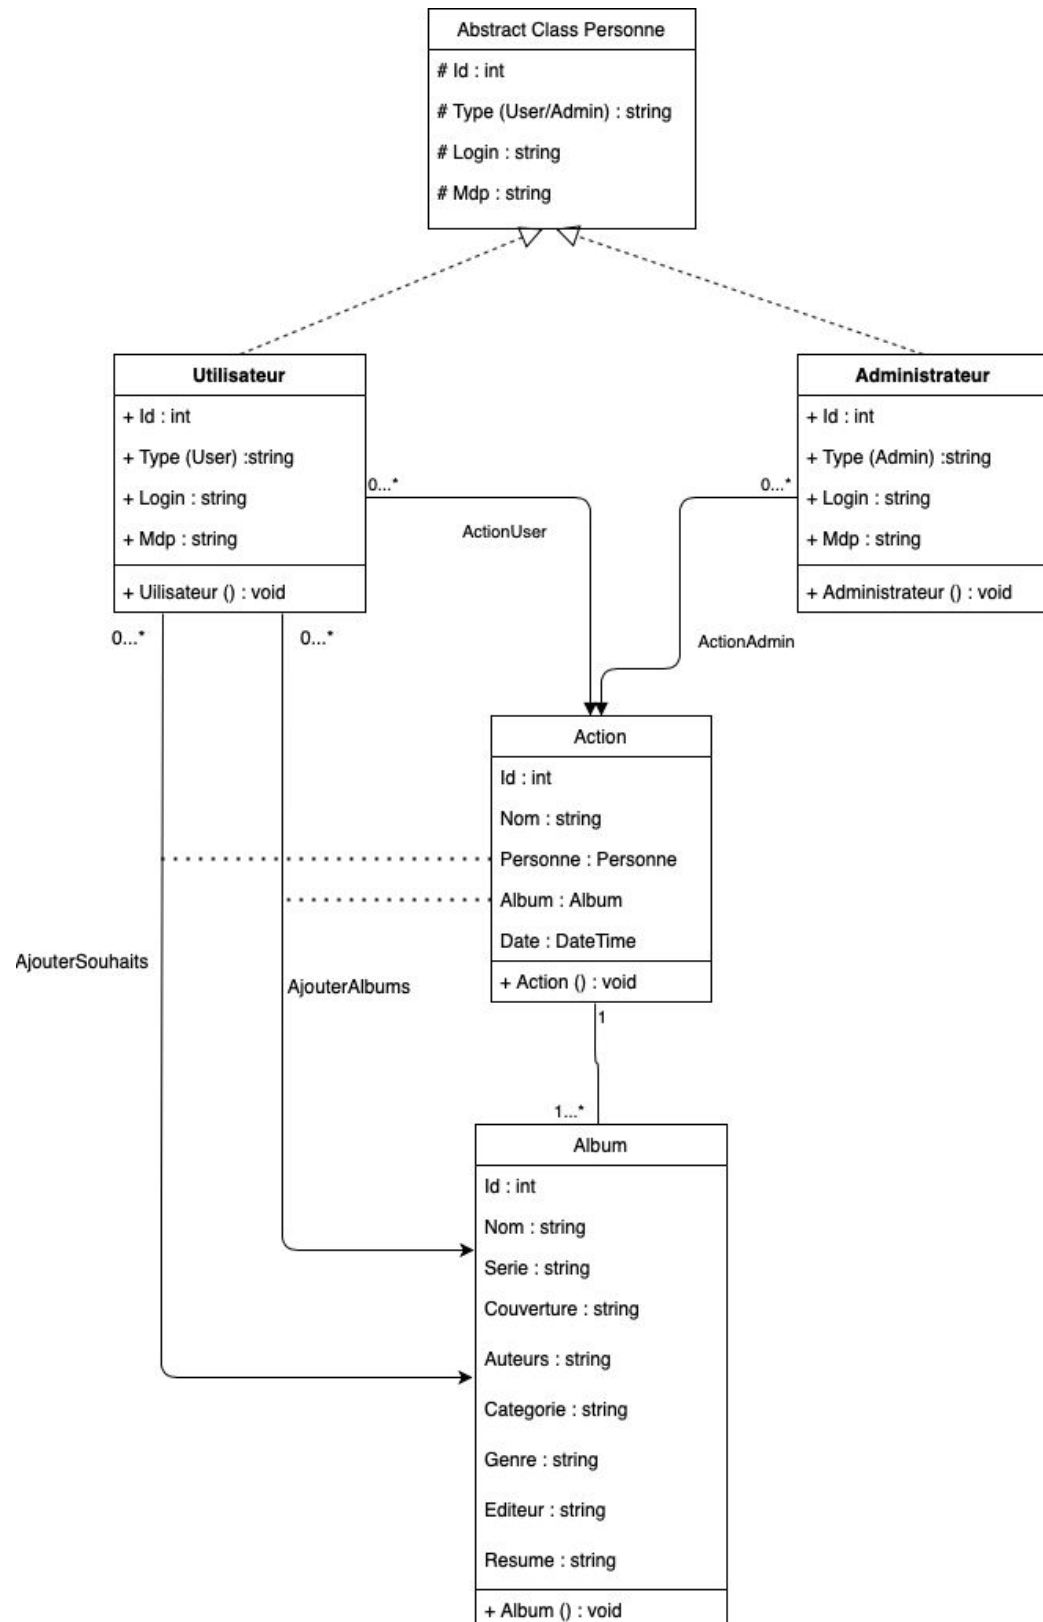 Abstract Class Personne
# Id : int
# Type (User/Admin) : string
# Login : string
# Mdp : string
Utilisateur
+ Id : int
+ Type (User) :string
+ Login : string
+ Mdp : string
+ Uilisateur () : void
Administrateur
+ Id : int
+ Type (Admin) :string
+ Login : string
+ Mdp : string
+ Administrateur () : void
0...*
ActionUser
0...*
ActionAdmin
0...*
0...*
Action
Id : int
Nom : string
Personne : Personne
Album : Album
Date : DateTime
+ Action () : void
AjouterSouhaits
AjouterAlbums
1
1...*
Album
Id : int
Nom : string
Serie : string
Couverture : string
Auteurs : string
Categorie : string
Genre : string
Editeur : string
Resume : string
+ Album () : void